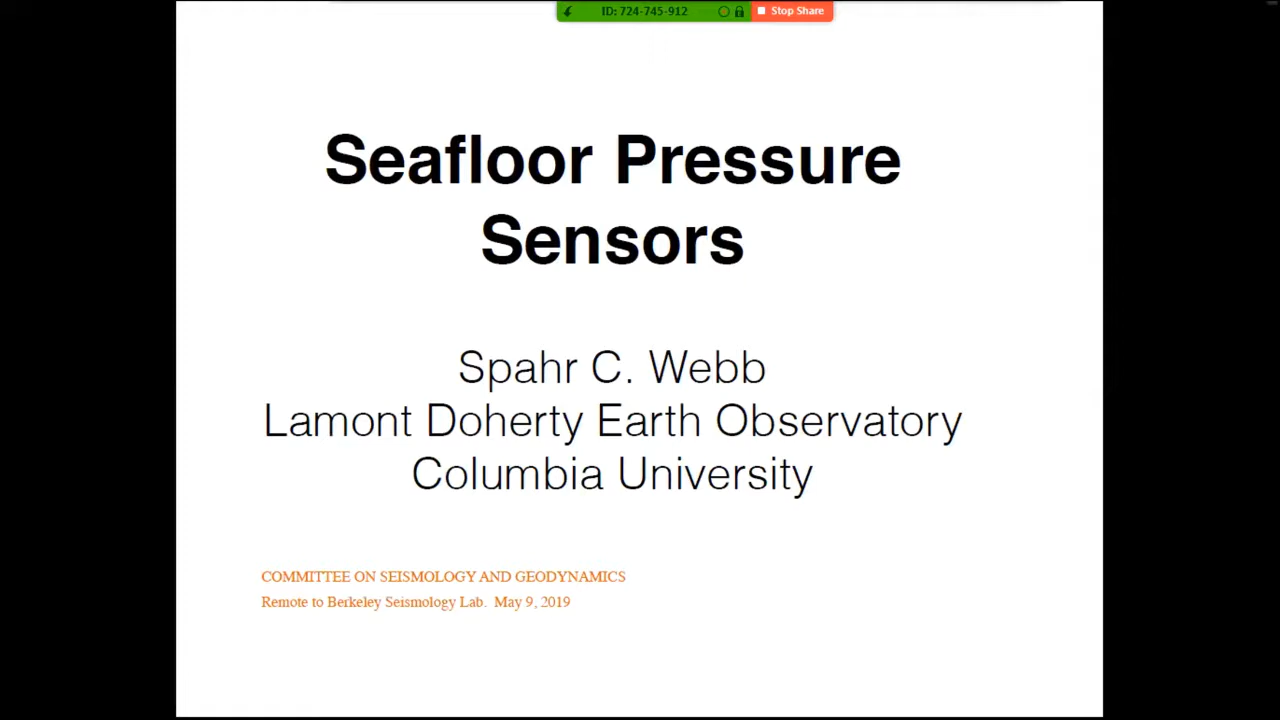 ID: 724-745-912
Stop Share
Seafloor Pressure
Sensors
Spahr C. Webb
Lamont Doherty Earth Observatory
Columbia University
COMMITTEE ON SEISMOLOGY AND GEODYNAMICS
Remote to Berkeley Seismology Lab. May 9, 2019